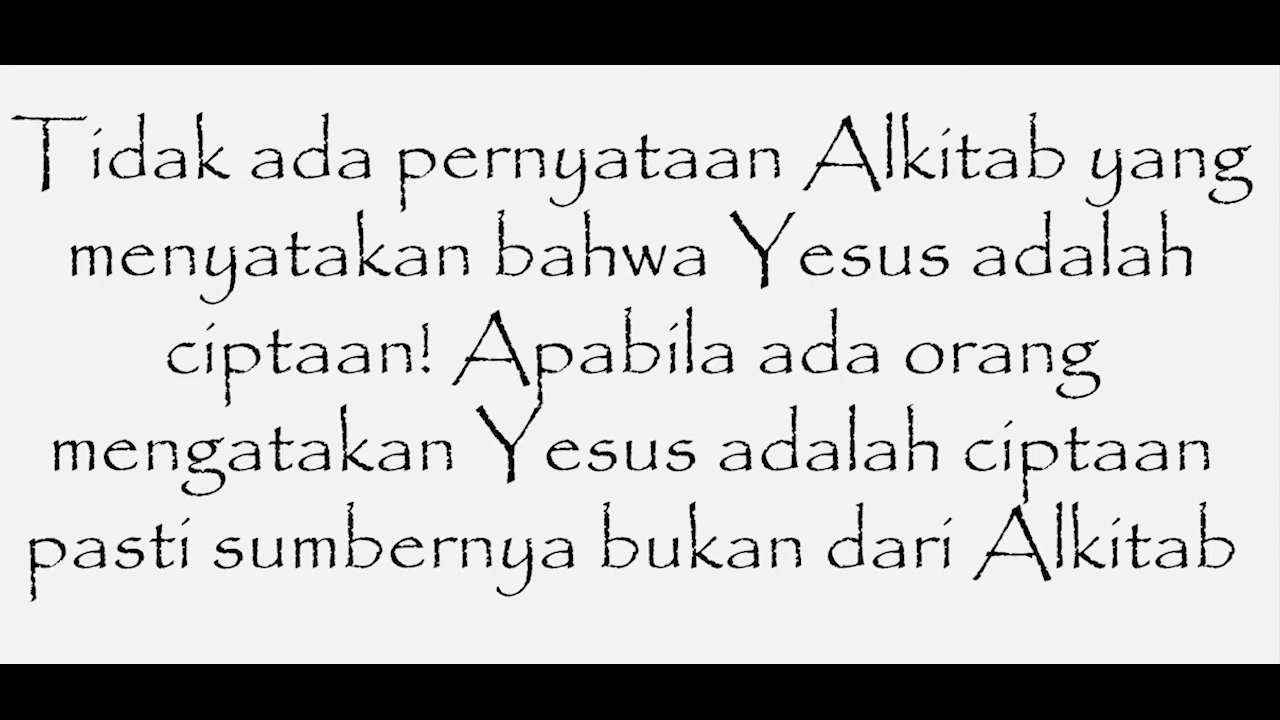 Tidak ada pernyataan Alkitab yang
menyatakan bahwa Yesus adalah
ciptaan! Apabila ada orang
mengatakan Yesus adalah ciptaan
pasti sumbernya bukan dari Alkitab